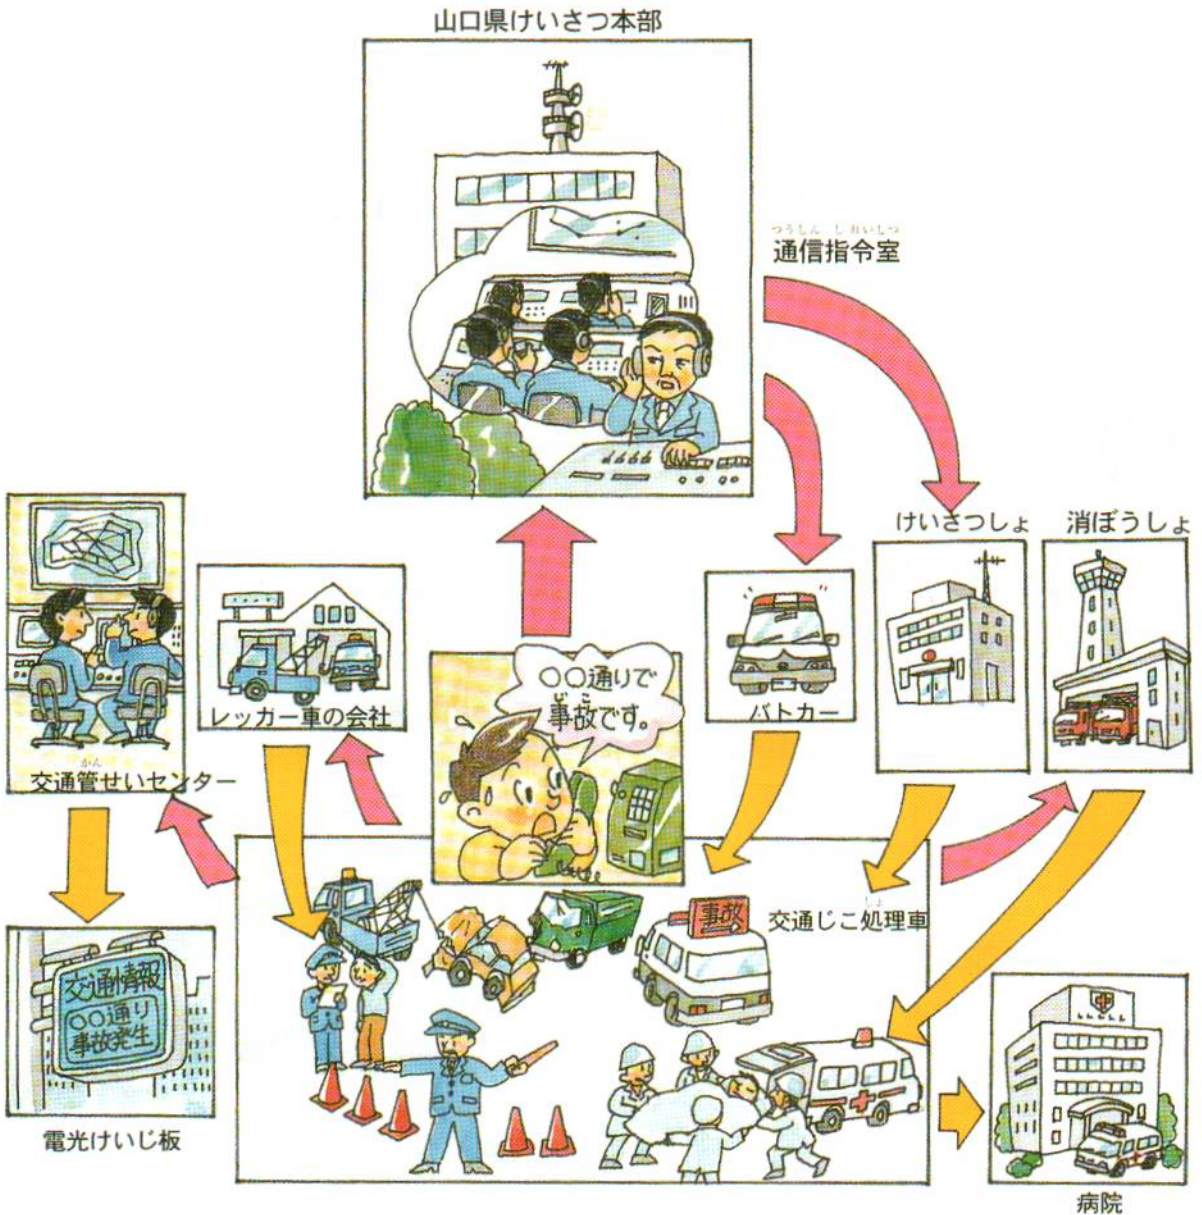 山口県けいさつ本部
つうしん しれいしつ
通信指令室
けいさつしょ
消ぼうしょ
レッカー車の会社
○○通りで
じこ
事故です。
パトカー
かん
交通管せいセンター
事故
しょ
交通じこ処理車
交通情報
○○通り
事故発生
電光けいじ板
病院